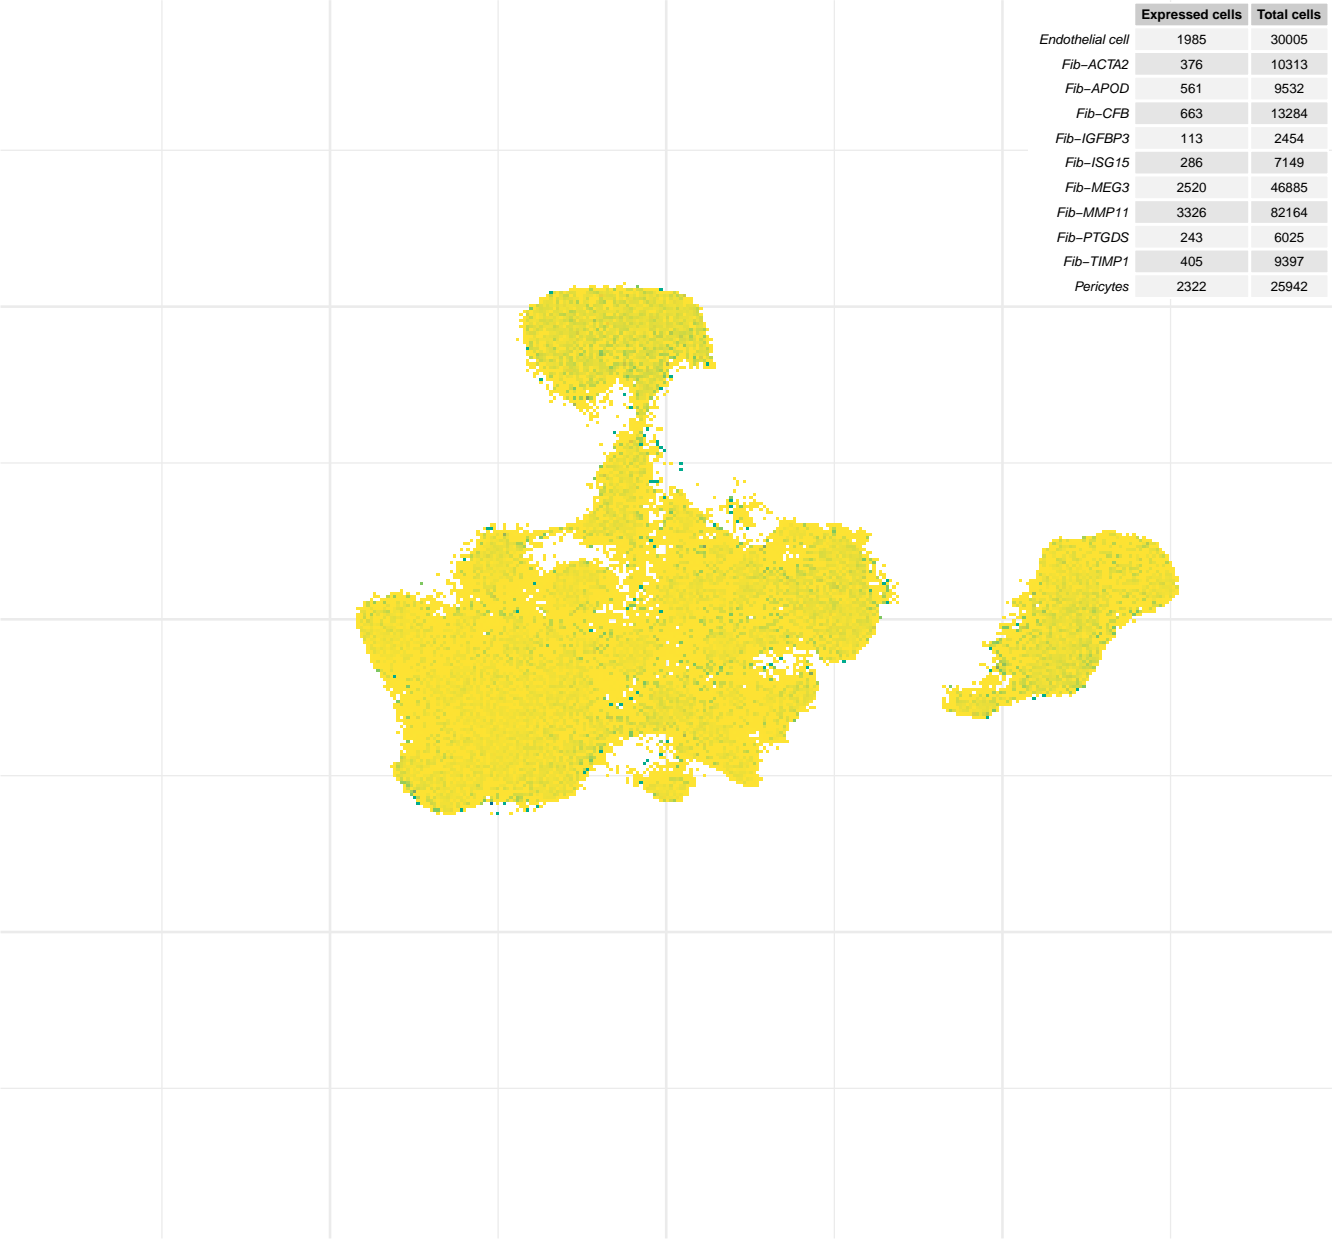 Expressed cells Total cells
Endothelial cell 1985 30005
Fib−ACTA2 376 10313
Fib−APOD 561 9532
Fib−CFB 663 13284
Fib−IGFBP3 113 2454
Fib−ISG15 286 7149
Fib−MEG3 2520 46885
Fib−MMP11 3326 82164
Fib−PTGDS 243 6025
Fib−TIMP1 405 9397
Pericytes 2322 25942